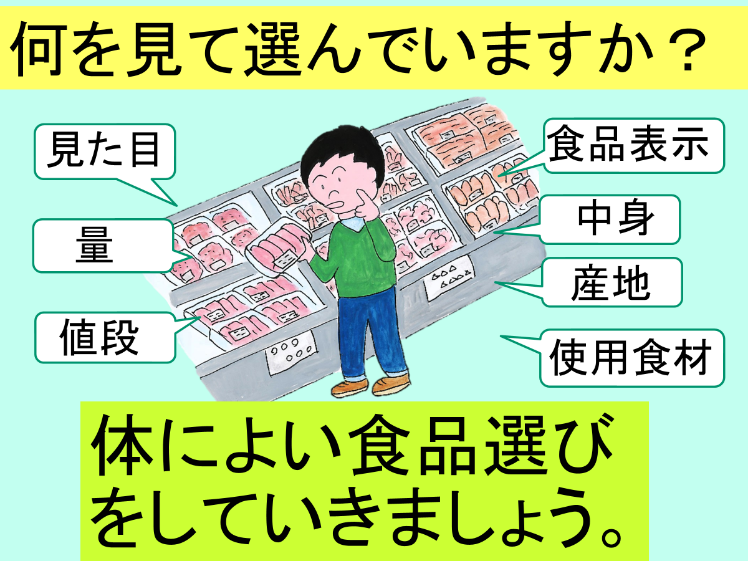 何を見て選んでいますか？
見た目
量
値段
食品表示
中身
産地
使用食材
体によい食品選び
をしていきましょう。